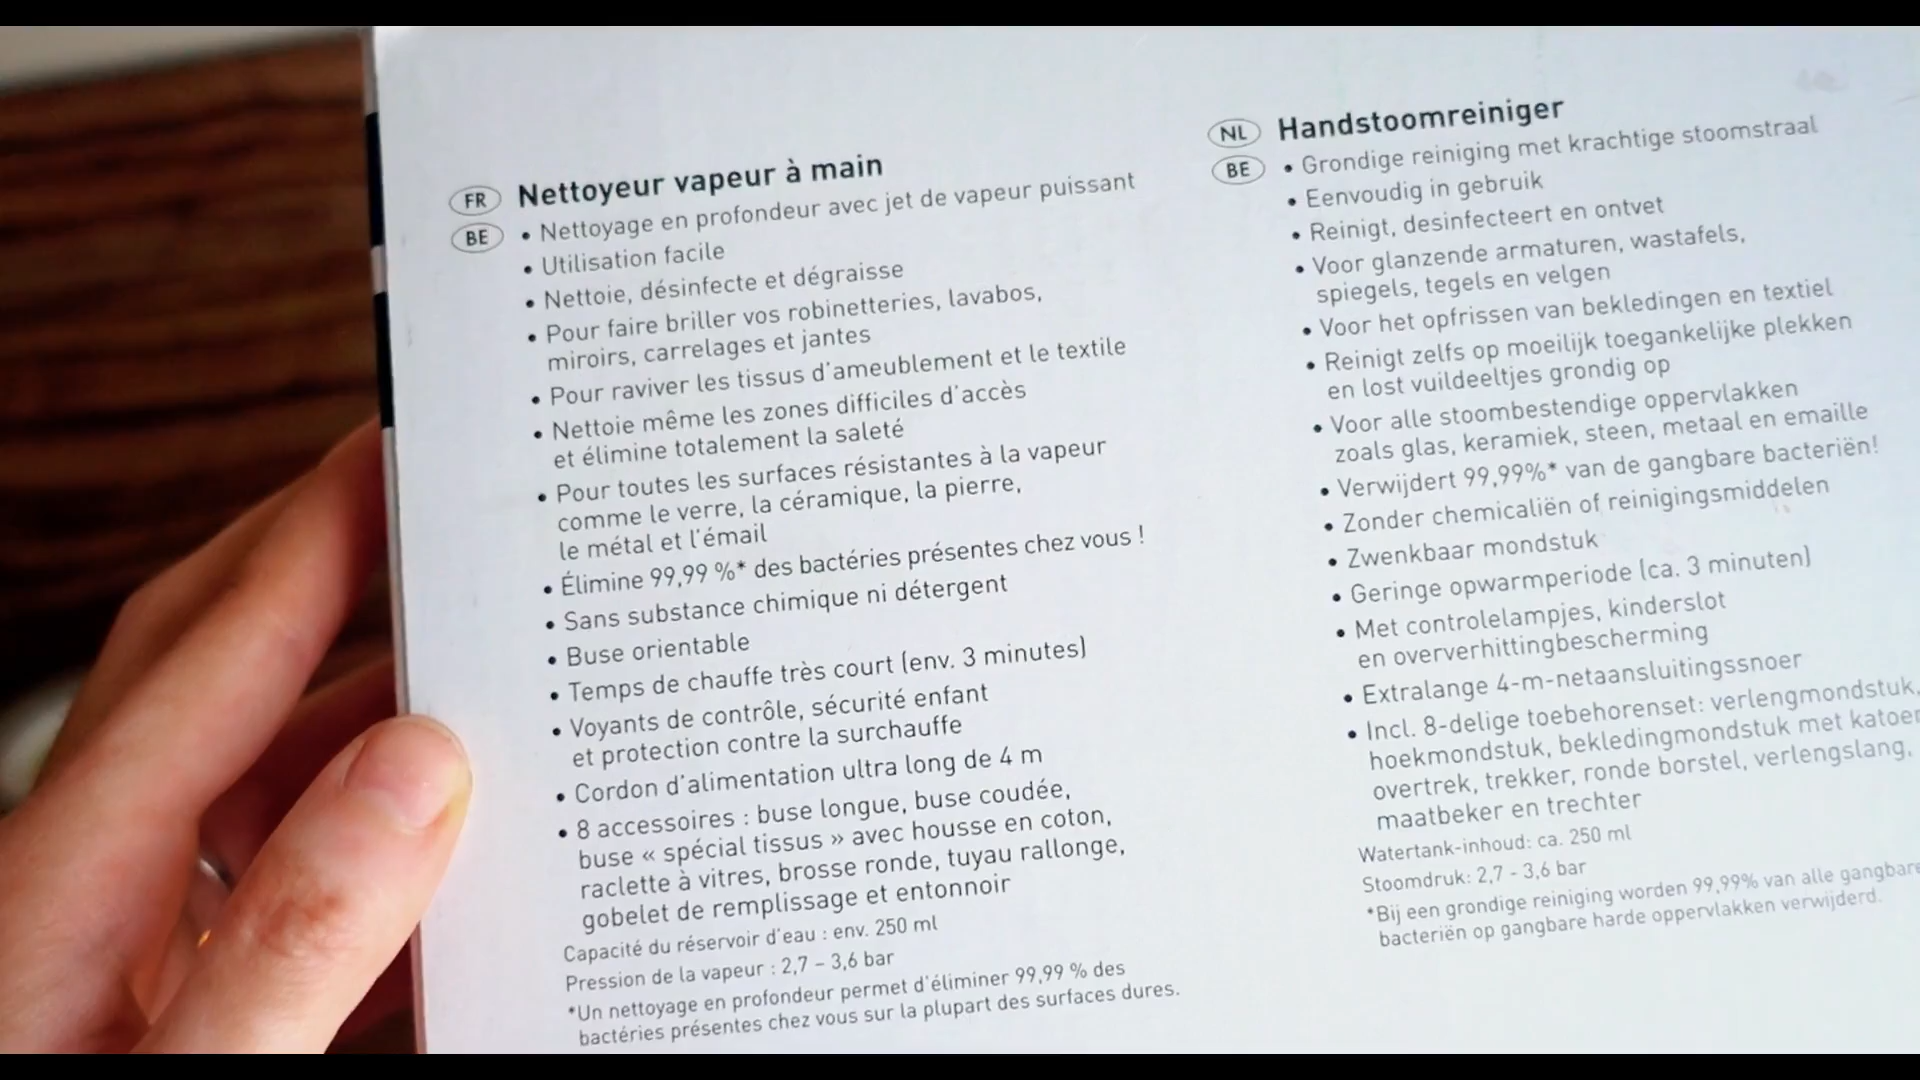 FR
BE
Nettoyeur vapeur à main
• Nettoyage en profondeur avec jet de vapeur puissant
• Utilisation facile
• Nettoie, désinfecte et dégraisse
• Pour faire briller vos robinetteries, lavabos,
miroirs, carrelages et jantes
• Pour raviver les tissus d'ameublement et le textile
• Nettoie même les zones difficiles d'accès
et élimine totalement la saleté
• Pour toutes les surfaces résistantes à la vapeur
comme le verre, la céramique, la pierre,
le métal et l'émail
• Élimine 99,99 %* des bactéries présentes chez vous !
• Sans substance chimique ni détergent
• Buse orientable
• Temps de chauffe très court (env. 3 minutes)
• Voyants de contrôle, sécurité enfant
et protection contre la surchauffe
• Cordon d'alimentation ultra long de 4 m
• 8 accessoires : buse longue, buse coudée,
buse « spécial tissus » avec housse en coton,
raclette à vitres, brosse ronde, tuyau rallonge,
gobelet de remplissage et entonnoir
Capacité du réservoir d'eau : env. 250 ml
Pression de la vapeur : 2,7 – 3,6 bar
*Un nettoyage en profondeur permet d'éliminer 99,99 % des
bactéries présentes chez vous sur la plupart des surfaces dures.
NL
BE
Handstoomreiniger
• Grondige reiniging met krachtige stoomstraal
• Eenvoudig in gebruik
• Reinigt, desinfecteert en ontvet
• Voor glanzende armaturen, wastafels,
spiegels, tegels en velgen
• Voor het opfrissen van bekledingen en textiel
• Reinigt zelfs op moeilijk toegankelijke plekken
en lost vuildeeltjes grondig op
• Voor alle stoombestendige oppervlakken
zoals glas, keramiek, steen, metaal en emaille
• Verwijdert 99,99%* van de gangbare bacteriën!
• Zonder chemicaliën of reinigingsmiddelen
• Zwenkbaar mondstuk
• Geringe opwarmperiode (ca. 3 minuten)
• Met controlelampjes, kinderslot
en oververhittingbescherming
• Extralange 4-m-netaansluitingssnoer
• Incl. 8-delige toebehorenset: verlengmondstuk,
hoekmondstuk, bekledingmondstuk met katoen
overtrek, trekker, ronde borstel, verlengslang,
maatbeker en trechter
Watertank-inhoud: ca. 250 ml
Stoomdruk: 2,7 - 3,6 bar
*Bij een grondige reiniging worden 99,99% van alle gangbare
bacteriën op gangbare harde oppervlakken verwijderd.